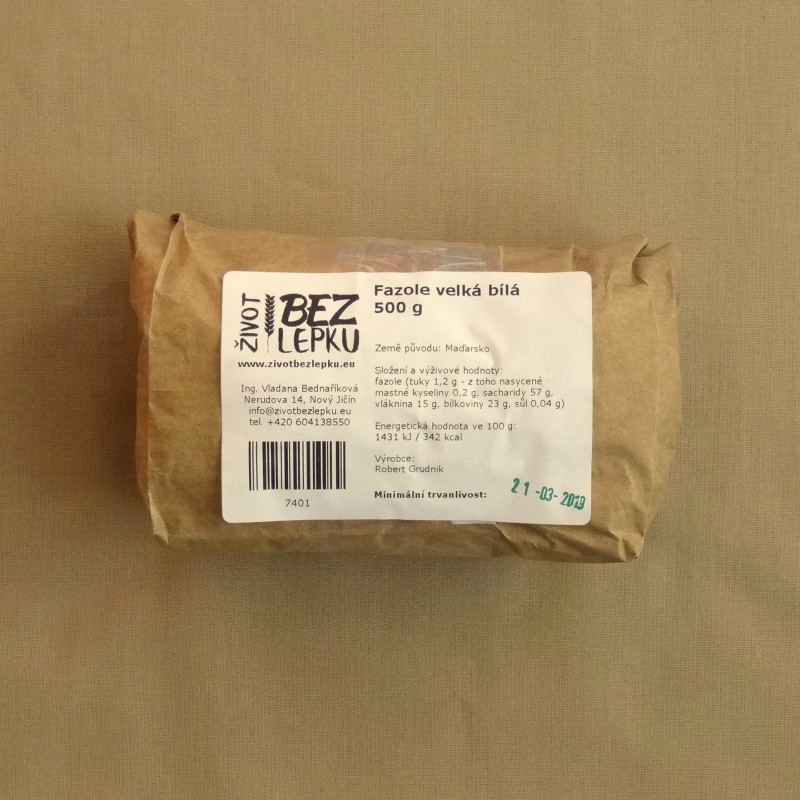 ŽIVOT
BEZ
LEPKU
www.zivotbezlepku.eu
Ing. Vladana Bednaříková
Nerudova 14, Nový Jičín
info@zivotbezlepku.eu
tel. +420 604138550
7401
Fazole velká bílá
500 g
Země původu: Maďarsko
Složení a výživové hodnoty:
fazole (tuky 1,2 g - z toho nasycené
mastné kyseliny 0,2 g, sacharidy 57 g,
vláknina 15 g, bílkoviny 23 g, sůl 0,04 g)
Energetická hodnota ve 100 g:
1431 kJ / 342 kcal
Výrobce:
Robert Grudnik
Minimální trvanlivost: 21-03-2019